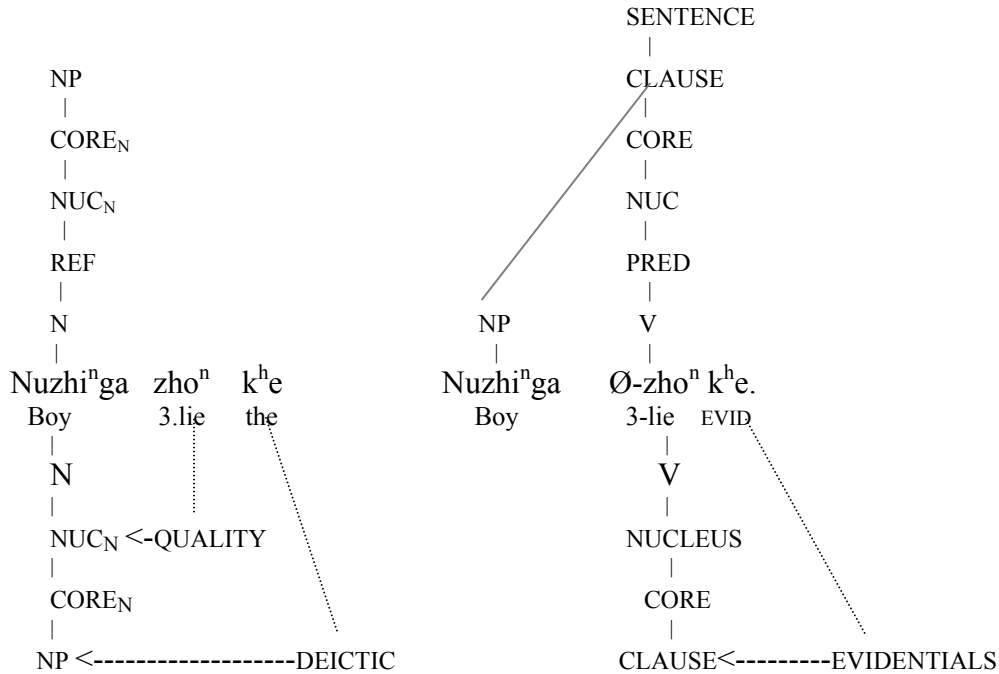 SENTENCE
NP CLAUSE
CORE_N CORE
NUC_N NUC
REF PRED
N NP V
Nuzhiⁿga zhoⁿ kʰe Nuzhiⁿga Ø-zhoⁿ kʰe.
Boy 3.lie the Boy 3-lie EVID
N V
NUC_N <-QUALITY NUCLEUS
CORE_N CORE
NP <--------------------DEICTIC CLAUSE<---------EVIDENTIALS